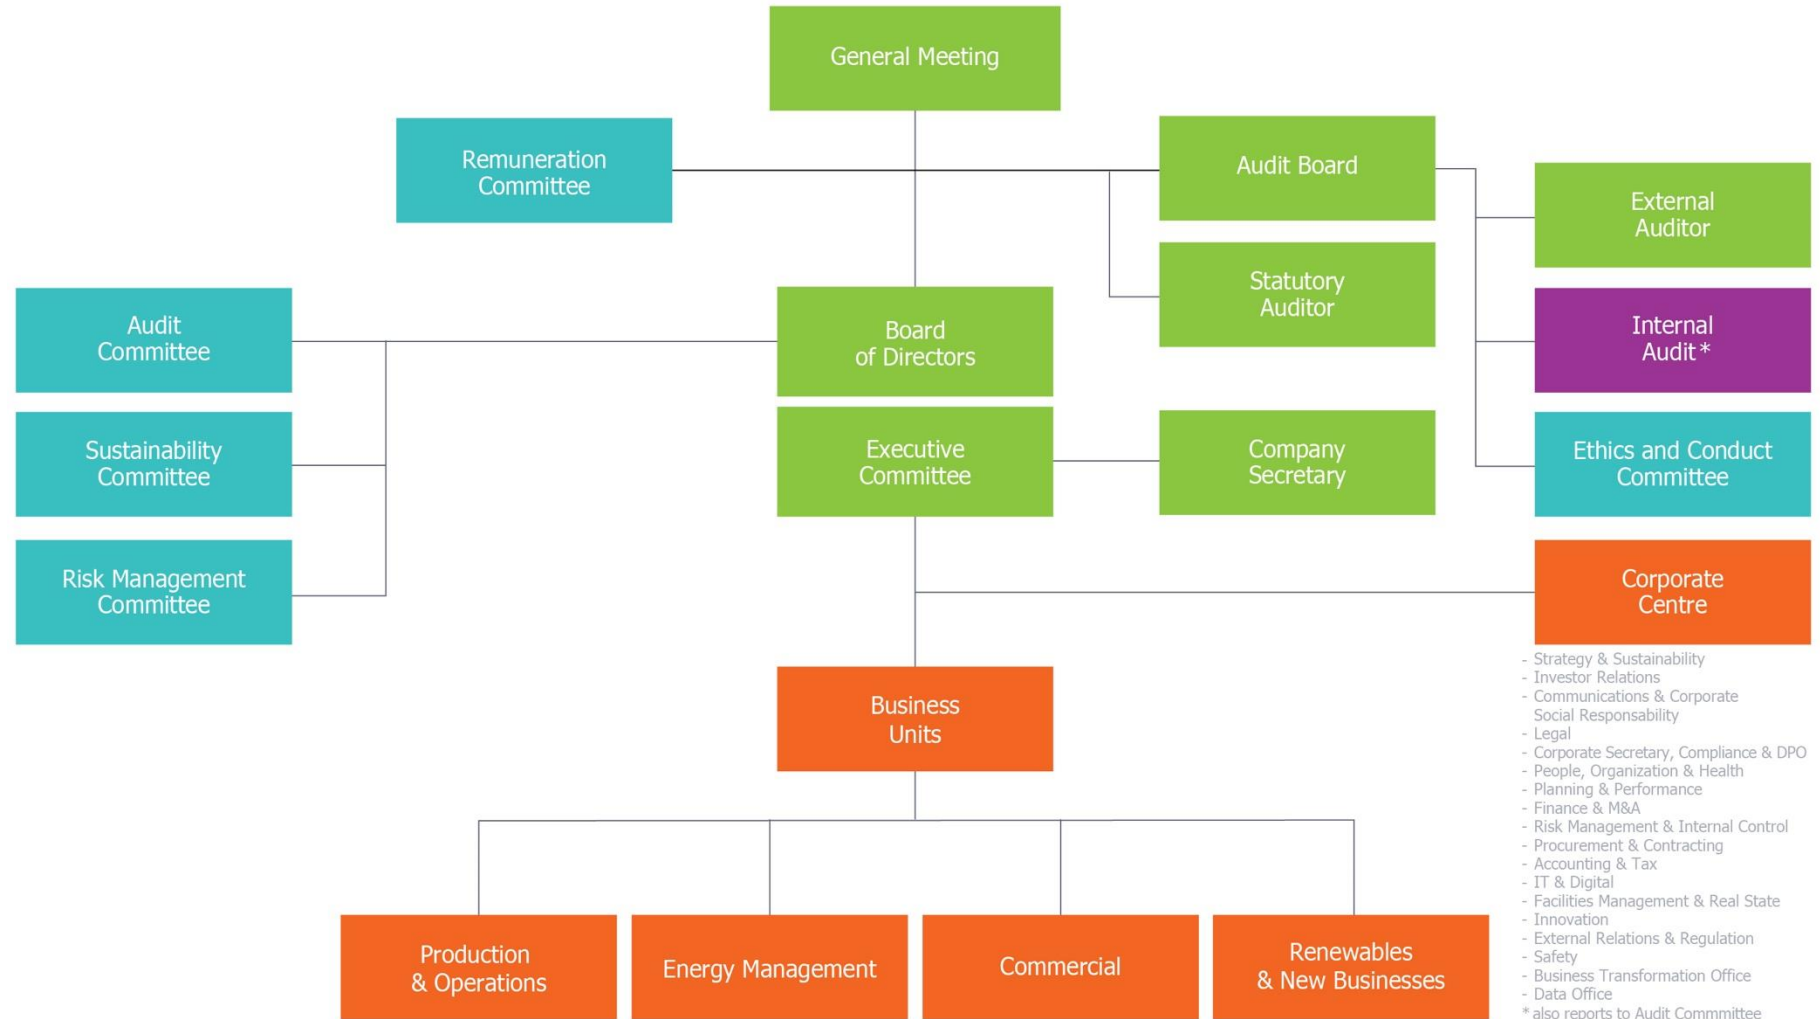 General Meeting
Remuneration
Committee
Audit Board
External
Auditor
Statutory
Auditor
Audit
Committee
Board
of Directors
Internal
Audit *
Sustainability
Committee
Executive
Committee
Company
Secretary
Ethics and Conduct
Committee
Risk Management
Committee
Corporate
Centre
- Strategy & Sustainability
- Investor Relations
- Communications & Corporate
Social Responsability
- Legal
- Corporate Secretary, Compliance & DPO
- People, Organization & Health
- Planning & Performance
- Finance & M&A
- Risk Management & Internal Control
- Procurement & Contracting
- Accounting & Tax
- IT & Digital
- Facilities Management & Real State
- Innovation
- External Relations & Regulation
- Safety
- Business Transformation Office
- Data Office
* also reports to Audit Commmittee
Business
Units
Production
& Operations
Energy Management
Commercial
Renewables
& New Businesses